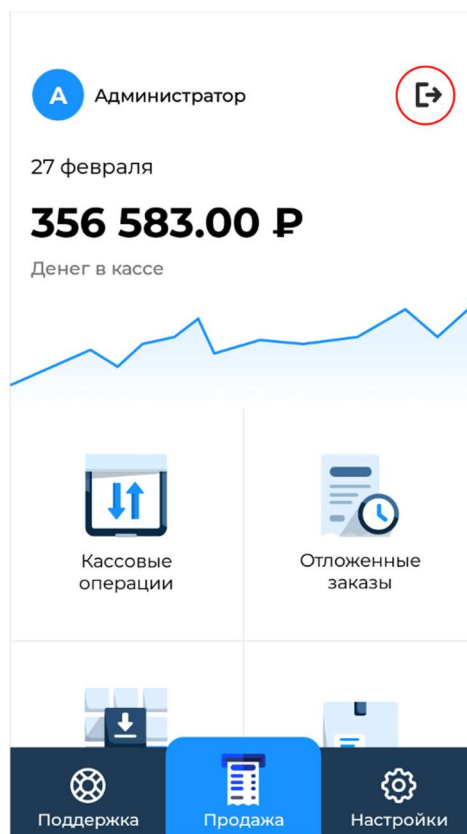 А Администратор
27 февраля
356 583.00 ₽
Денег в кассе
Кассовые
операции
Отложенные
заказы
Поддержка
Продажа
Настройки